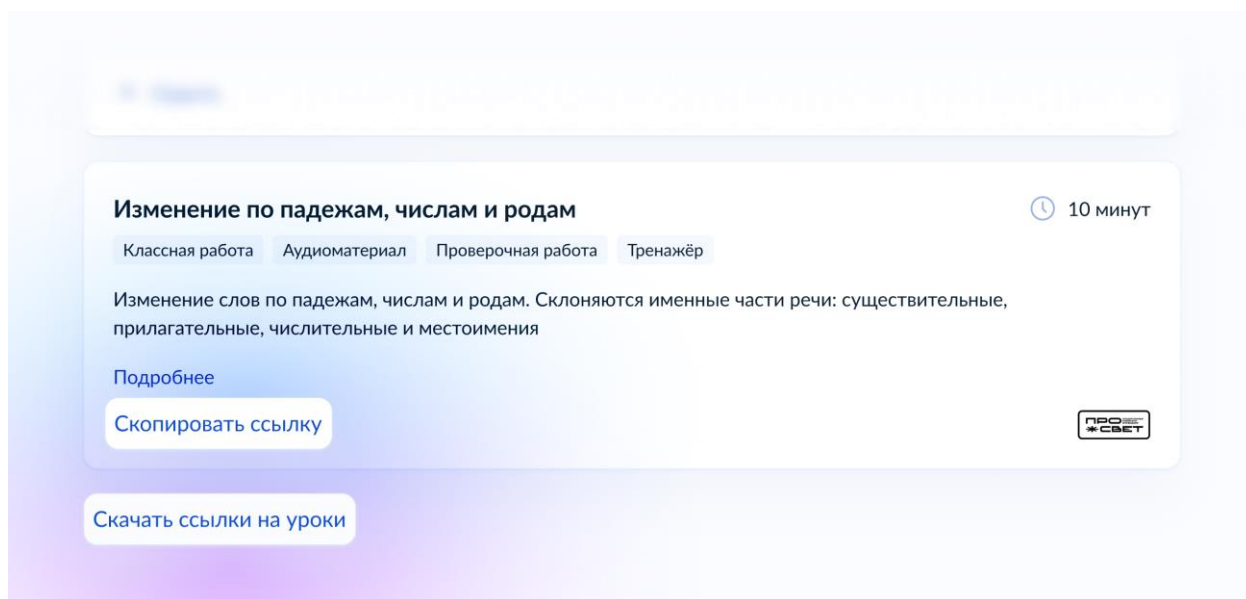 Изменение по падежам, числам и родам
10 минут
Классная работа Аудиоматериал Проверочная работа Тренажёр
Изменение слов по падежам, числам и родам. Склоняются именные части речи: существительные,
прилагательные, числительные и местоимения
Подробнее
Скопировать ссылку
ПРО
СВЕТ
Скачать ссылки на уроки